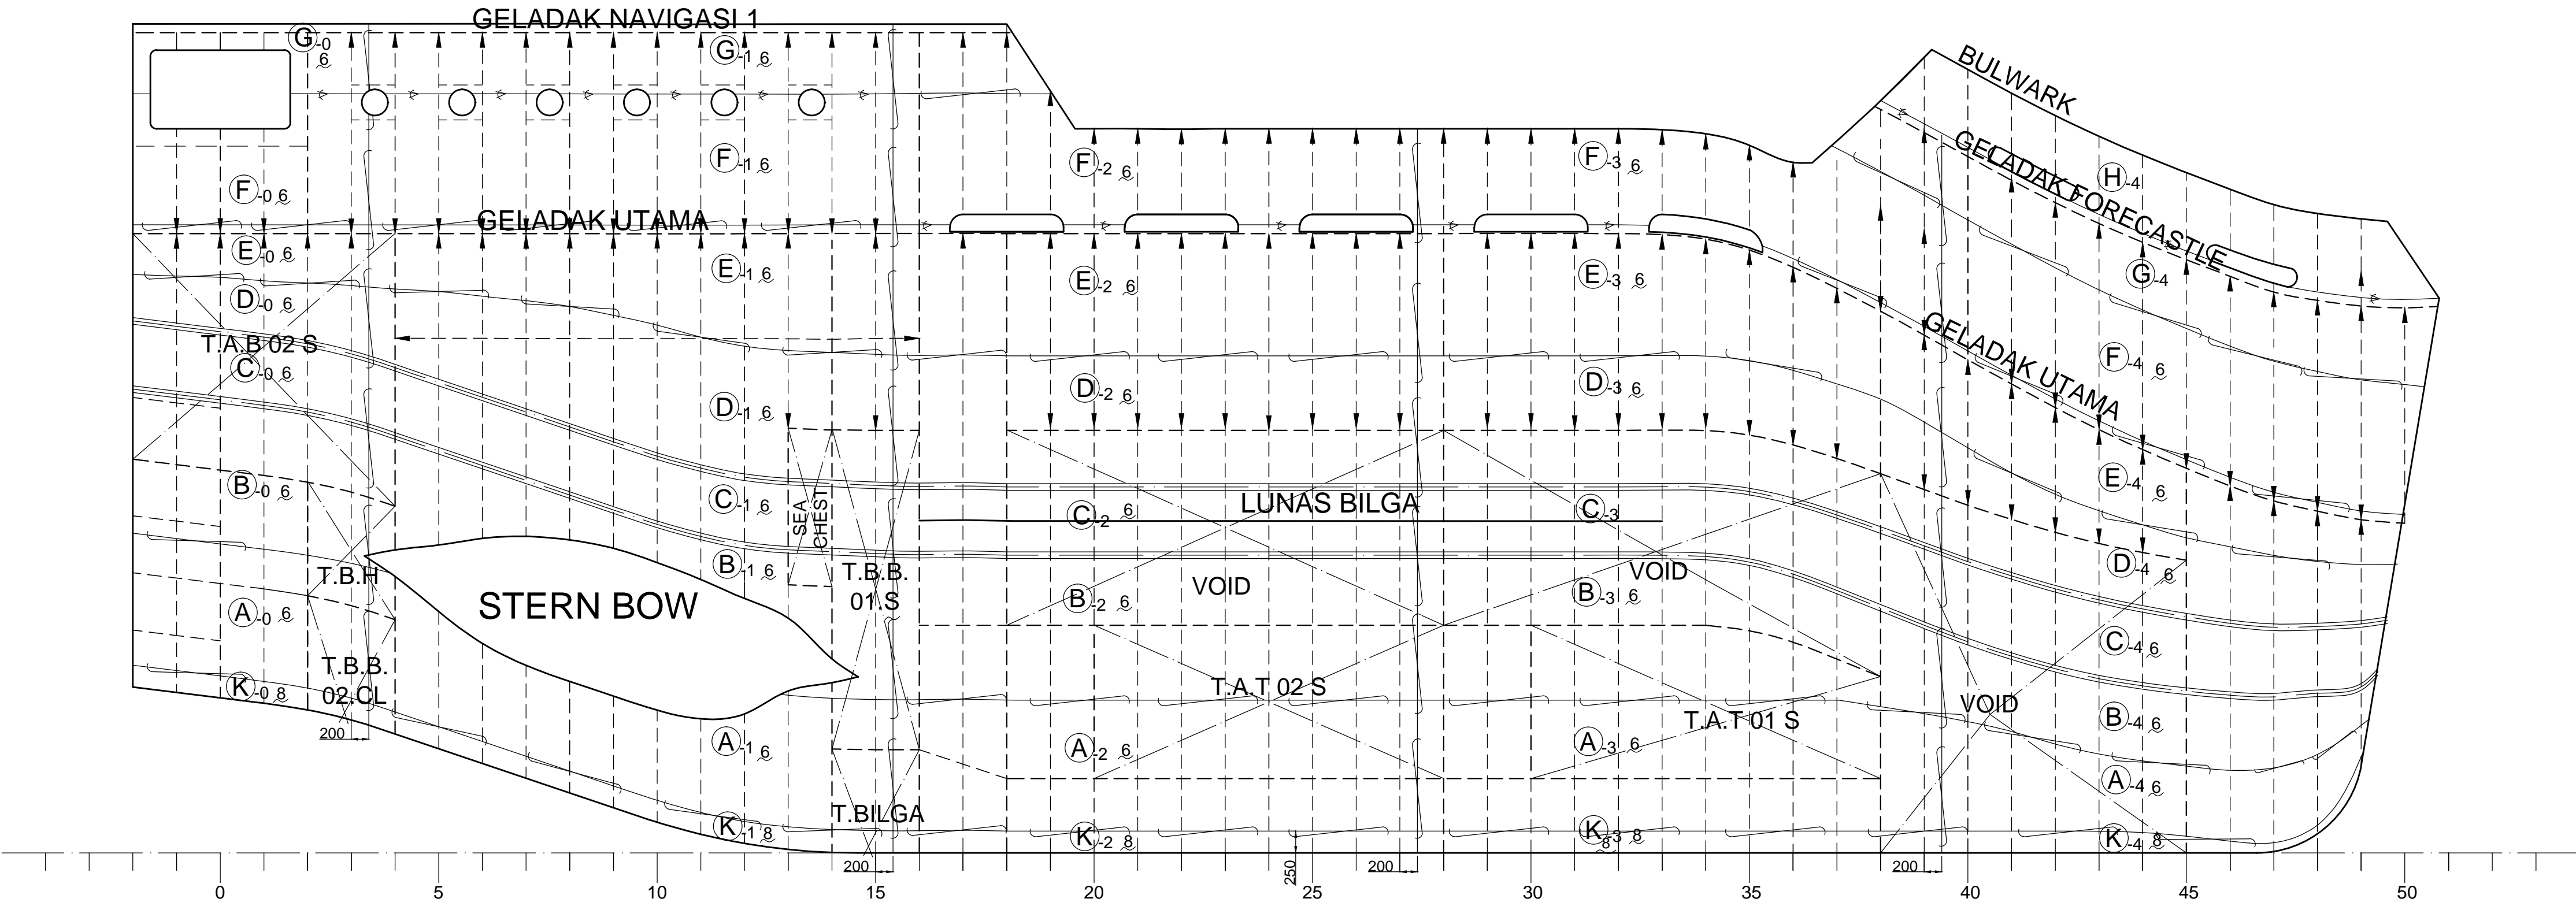 GELADAK NAVIGASI 1
G-0 6
G-1 6
BULWARK
F-0 6
F-1 6
F-2 6
F-3 6
H-4
GELADAK FORECASTLE
GELADAK UTAMA
E-0 6
E-1 6
E-2 6
E-3 6
G-4
D-0 6
T.A.B 02 S
C-0 6
D-1 6
D-2 6
D-3 6
GELADAK UTAMA
F-4 6
B-0 6
C-1 6
SEA
CHEST
C-2 6
LUNAS BILGA
C-3
E-4 6
T.B.H
STERN BOW
B-1 6
T.B.B.
01.S
B-2 6
VOID
B-3 6
VOID
D-4 6
A-0 6
C-4 6
K-0 8
T.B.B.
02.CL
T.A.T 02 S
T.A.T 01 S
VOID
B-4 6
A-1 6
A-2 6
A-3 6
A-4 6
T.BILGA
K-1 8
K-2 8
K-3 8
8
K-4 8
200
200
250
200
200
0 5 10 15 20 25 30 35 40 45 50